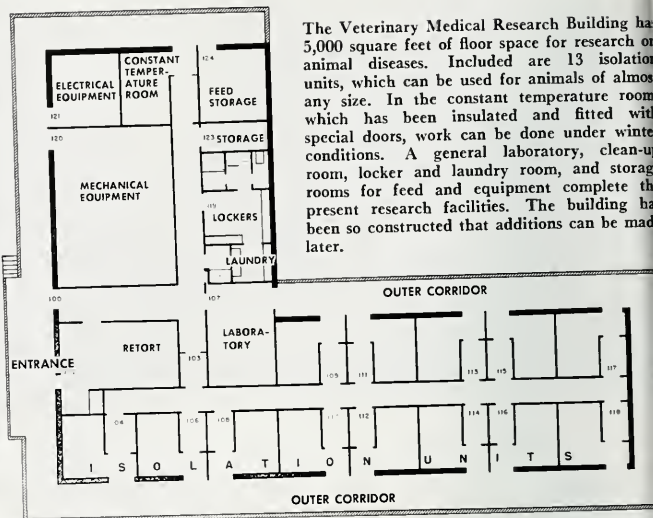 The Veterinary Medical Research Building ha
5,000 square feet of floor space for research o
animal diseases. Included are 13 isolation
units, which can be used for animals of almos
any size. In the constant temperature room
which has been insulated and fitted with
special doors, work can be done under winte
conditions. A general laboratory, clean-u
room, locker and laundry room, and storag
rooms for feed and equipment complete th
present research facilities. The building ha
been so constructed that additions can be mad
later.
ELECTRICAL
EQUIPMENT
CONSTANT
TEMPER-
ATURE
ROOM
124
FEED
STORAGE
121
120
123 STORAGE
MECHANICAL
EQUIPMENT
119
LOCKERS
LAUNDRY
100
107
OUTER CORRIDOR
RETORT
103
LABORA-
TORY
ENTRANCE
109
111
113
115
117
104
106
108
112
114
116
118
ISOLATION UNITS
OUTER CORRIDOR